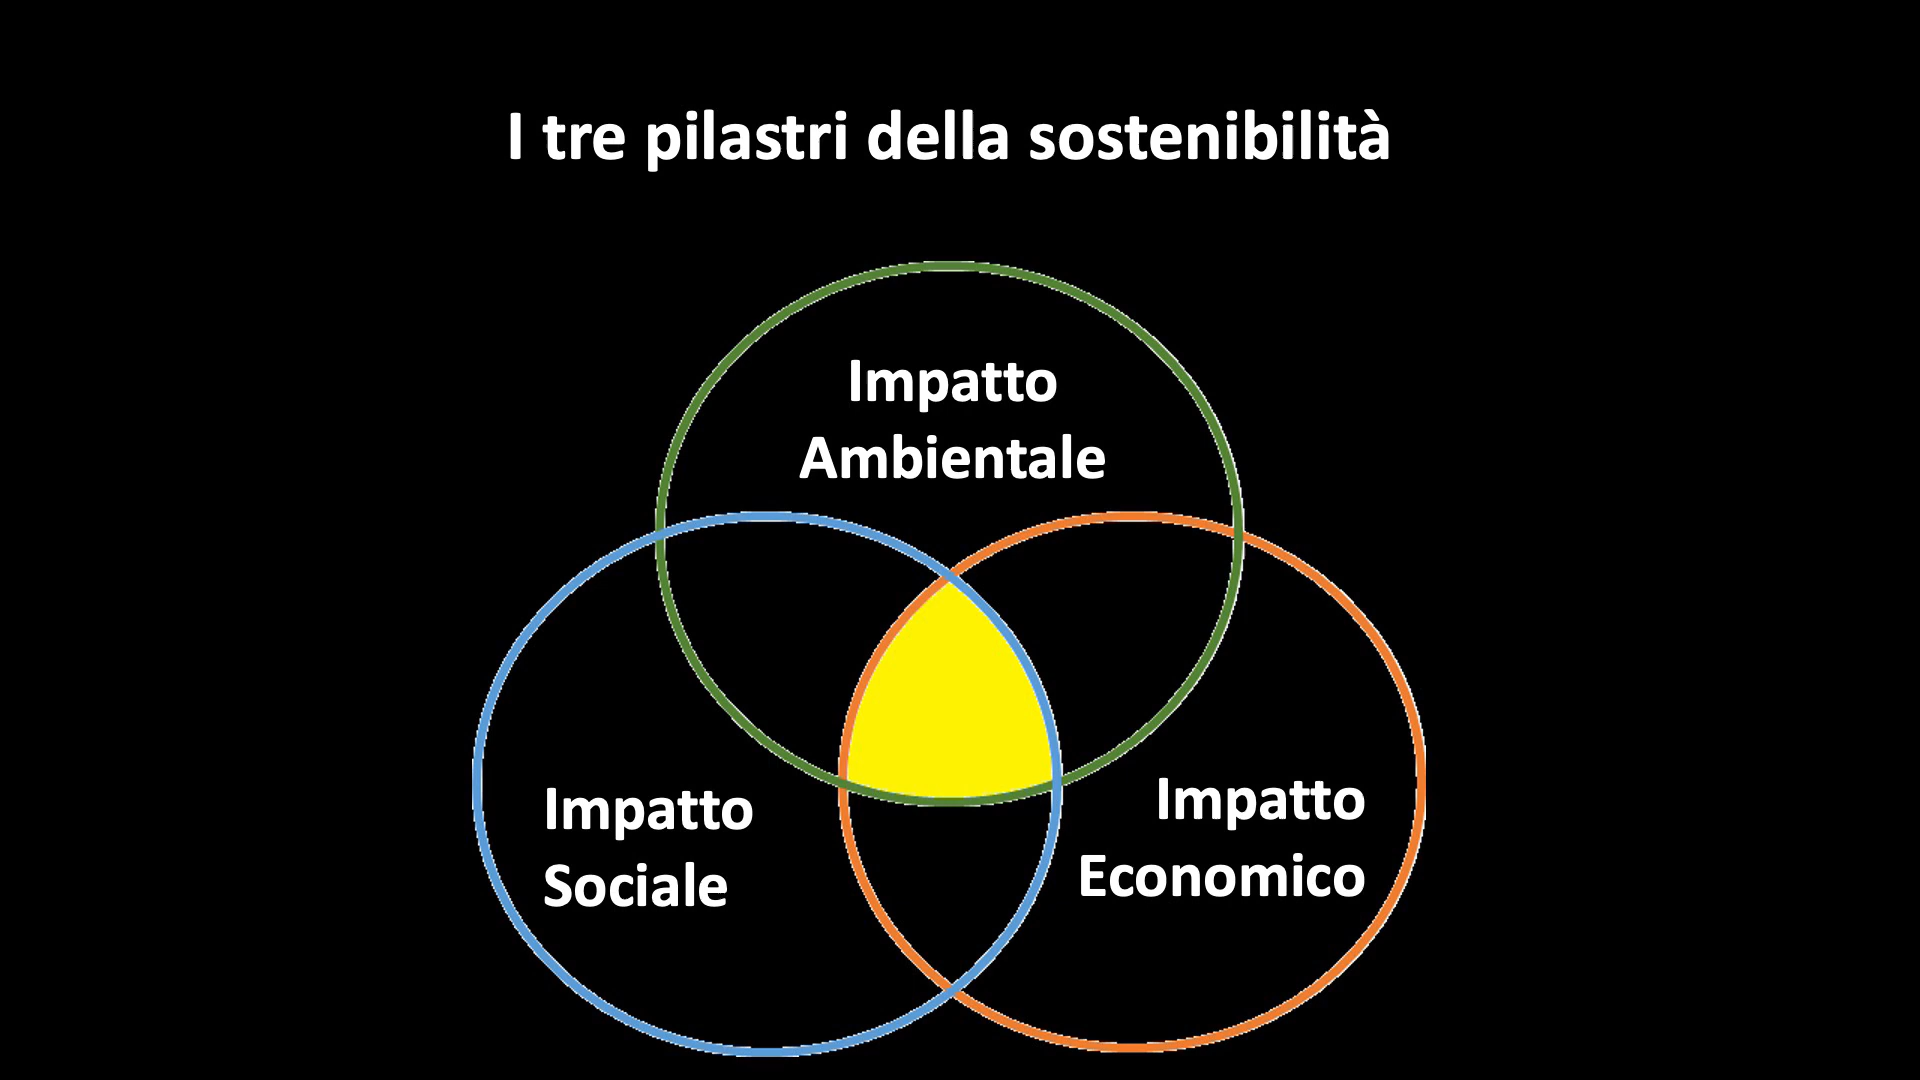 I tre pilastri della sostenibilità
Impatto
Ambientale
Impatto
Sociale
Impatto
Economico